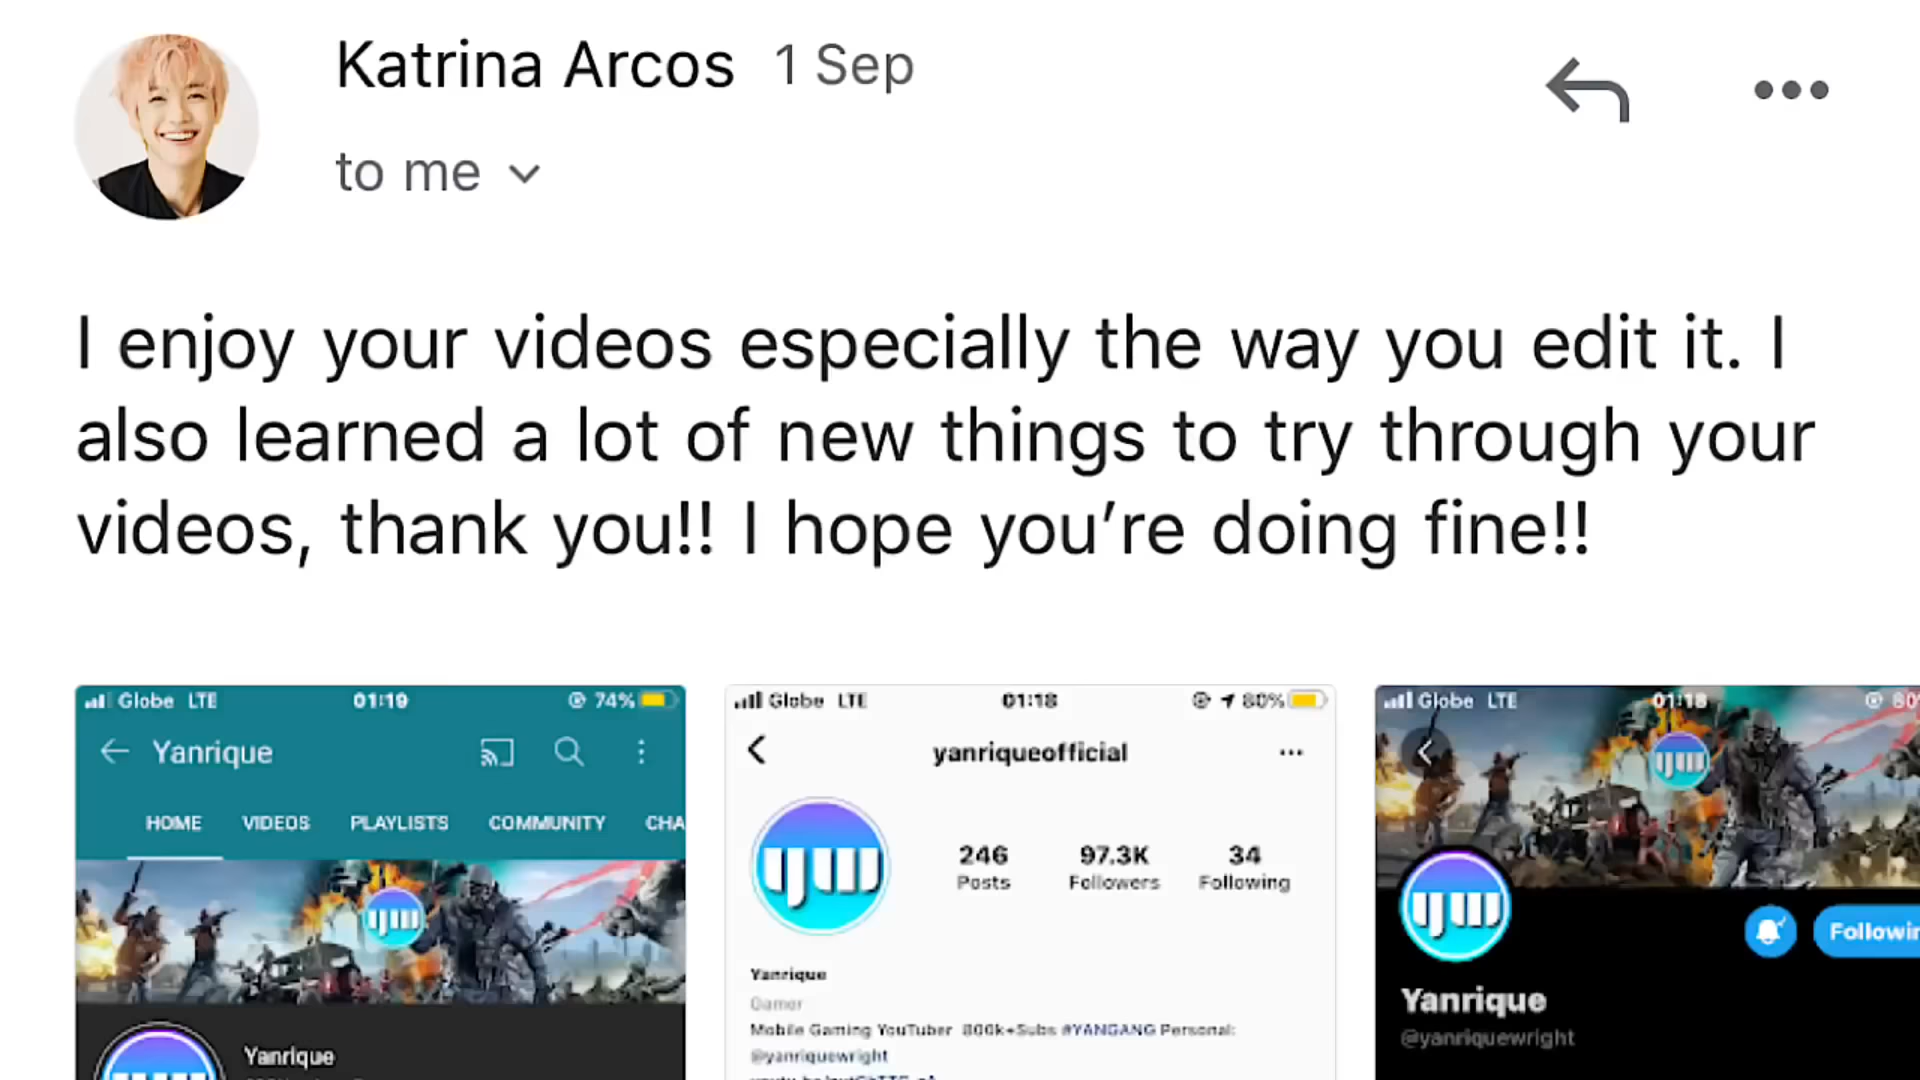 Katrina Arcos 1 Sep
to me
I enjoy your videos especially the way you edit it. I
also learned a lot of new things to try through your
videos, thank you!! I hope you’re doing fine!!
Globe LTE 01:19 74%
Yanrique
HOME VIDEOS PLAYLISTS COMMUNITY CHA
Yanrique
Globe LTE 01:18 80%
yanriqueofficial
246 97.3K 34
Posts Followers Following
Yanrique
Gamer
Mobile Gaming YouTuber 800k+Subs #YANGANG Personal:
@yanriquewright
Globe LTE 01:18 80
Followin
Yanrique
@yanriquewright